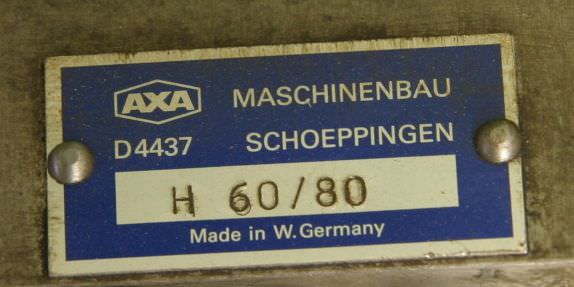 AXA MASCHINENBAU
D4437 SCHOEPPINGEN
H 60/80
Made in W. Germany